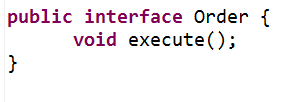 public interface Order {
      void execute();
}